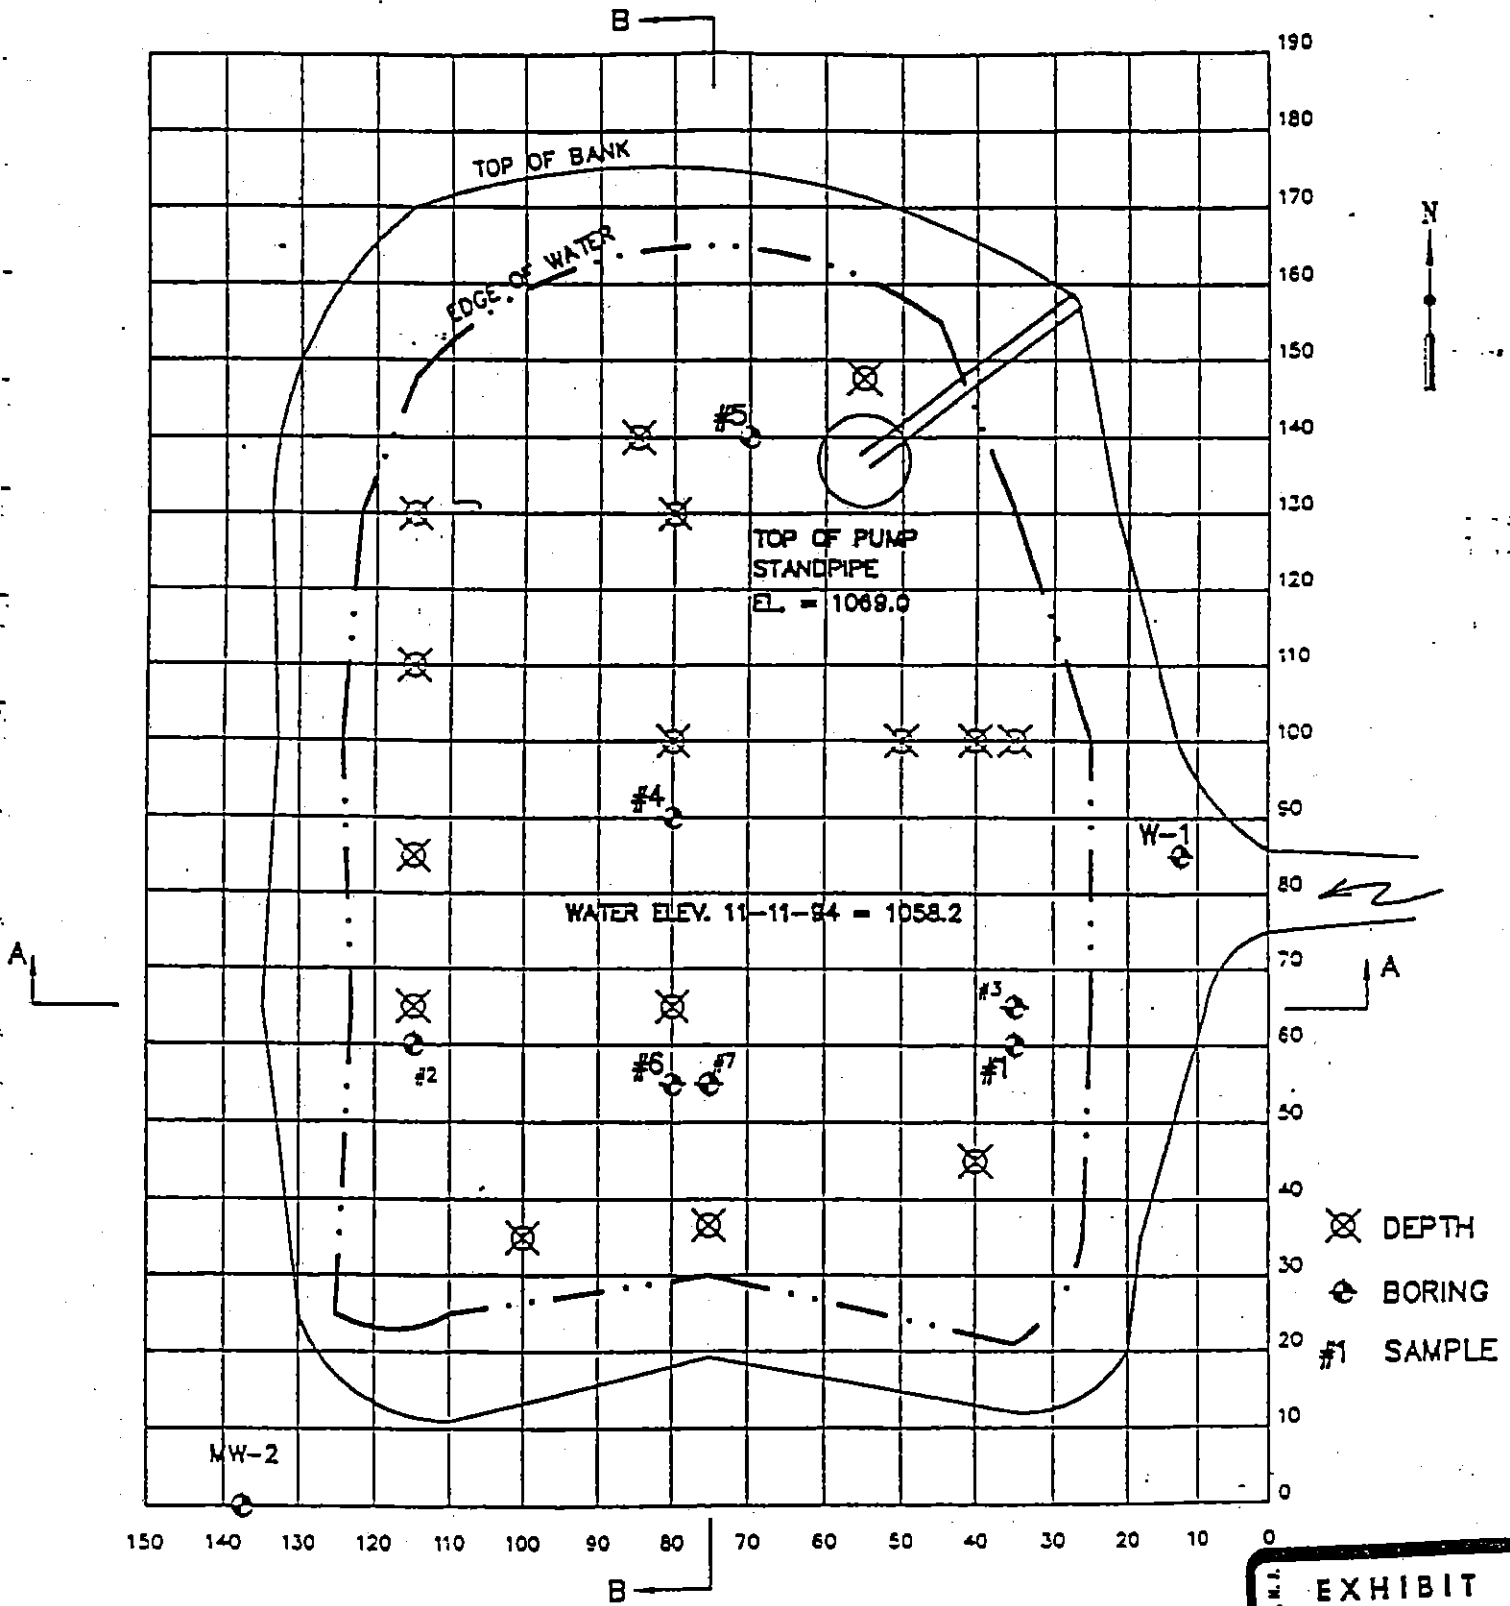 B
190
180
TOP OF BANK
170
N
EDGE OF WATER
160
150
#5
140
130
TOP OF PUMP
STANDPIPE
EL. = 1069.0
120
110
100
#4
90
W-1
80
WATER ELEV. 11-11-94 = 1058.2
A
70
A
#3
60
#2
#6
#7
#1
50
40
DEPTH
30
BORING
20
#1 SAMPLE
10
MW-2
0
150 140 130 120 110 100 90 80 70 60 50 40 30 20 10 0
B
EXHIBIT